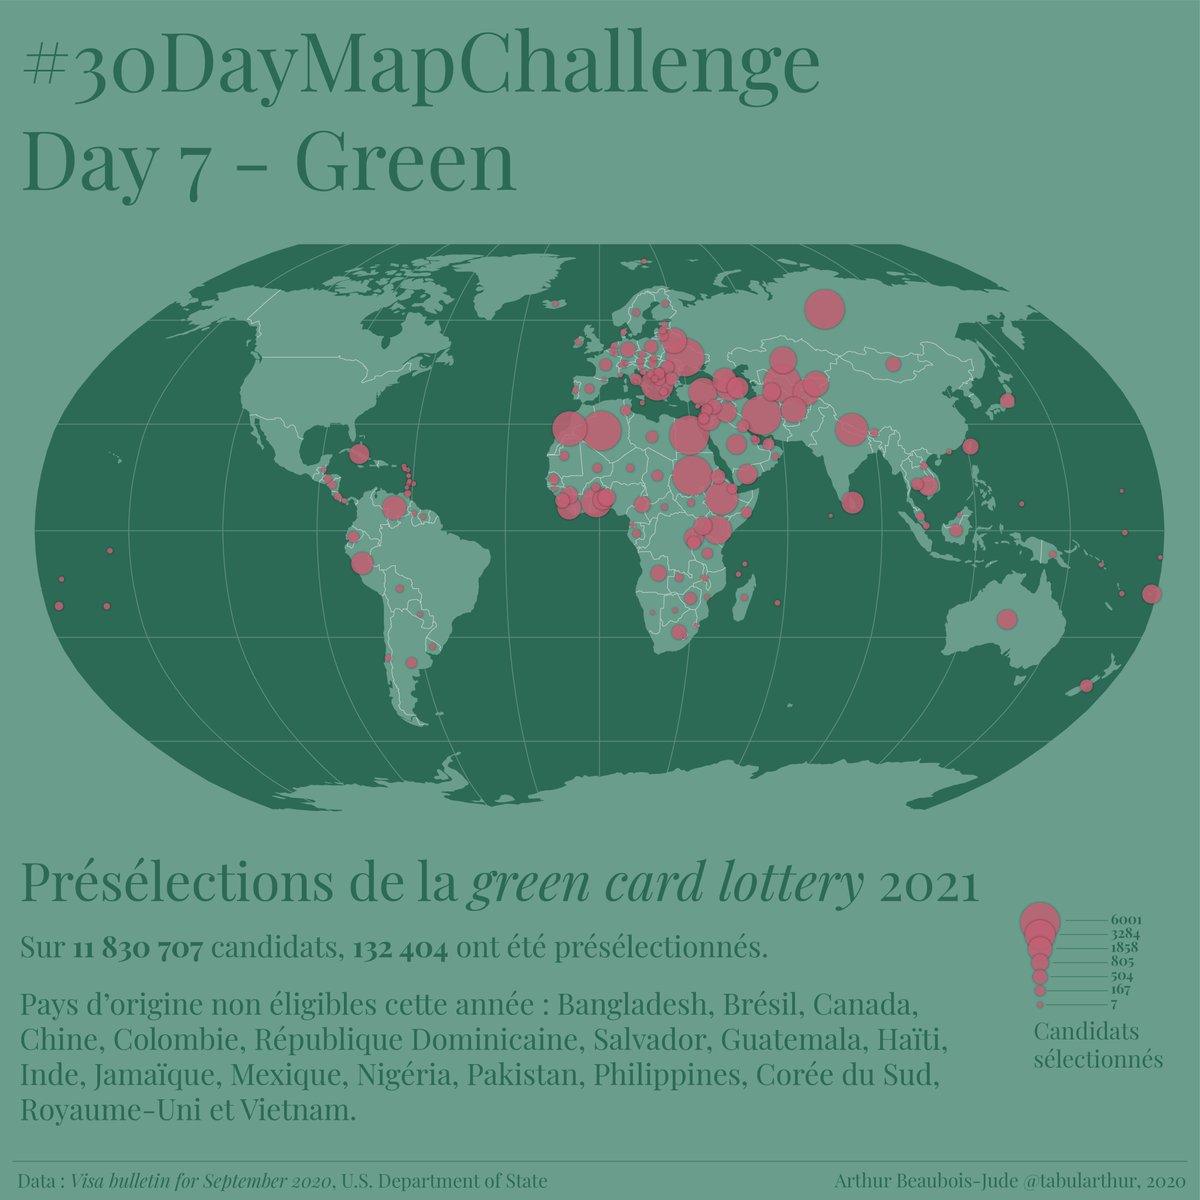 #30DayMapChallenge
Day 7 - Green
Présélections de la green card lottery 2021
Sur 11 830 707 candidats, 132 404 ont été présélectionnés.
Pays d’origine non éligibles cette année : Bangladesh, Brésil, Canada,
Chine, Colombie, République Dominicaine, Salvador, Guatemala, Haïti,
Inde, Jamaïque, Mexique, Nigéria, Pakistan, Philippines, Corée du Sud,
Royaume-Uni et Vietnam.
6001
3284
1858
805
504
167
7
Candidats
sélectionnés
Data : Visa bulletin for September 2020, U.S. Department of State
Arthur Beaubois-Jude @tabularthur, 2020